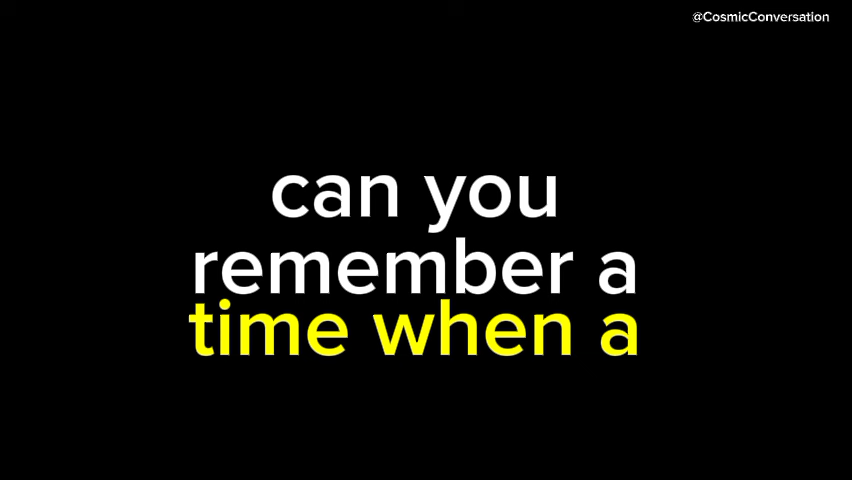 @CosmicConversation
can you
remember a
time when a